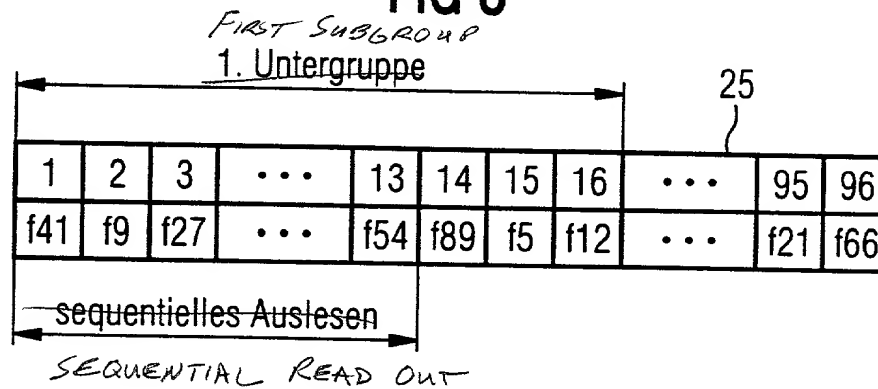 FIRST SUBGROUP
1. Untergruppe
25
1 2 3 ••• 13 14 15 16 ••• 95 96
f41 f9 f27 ••• f54 f89 f5 f12 ••• f21 f66
sequentielles Auslesen
SEQUENTIAL READ OUT